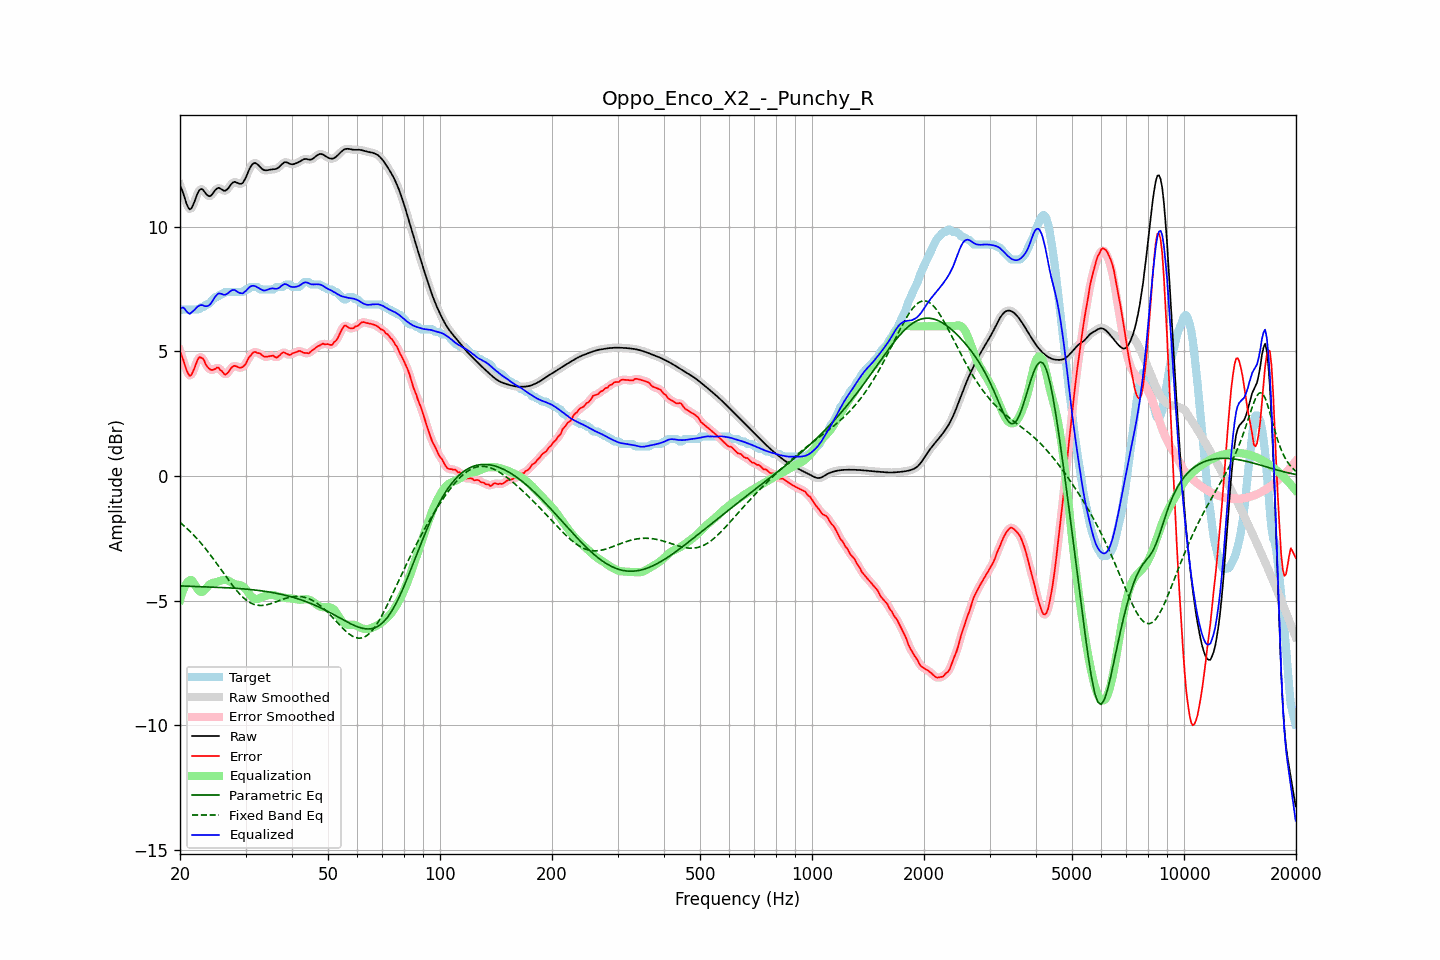 Oppo_Enco_X2_-_Punchy_R
Amplitude (dBr)
10
5
0
−5
−10
−15
Target
Raw Smoothed
Error Smoothed
Raw
Error
Equalization
Parametric Eq
Fixed Band Eq
Equalized
20 50 100 200 500 1000 2000 5000 10000 20000
Frequency (Hz)